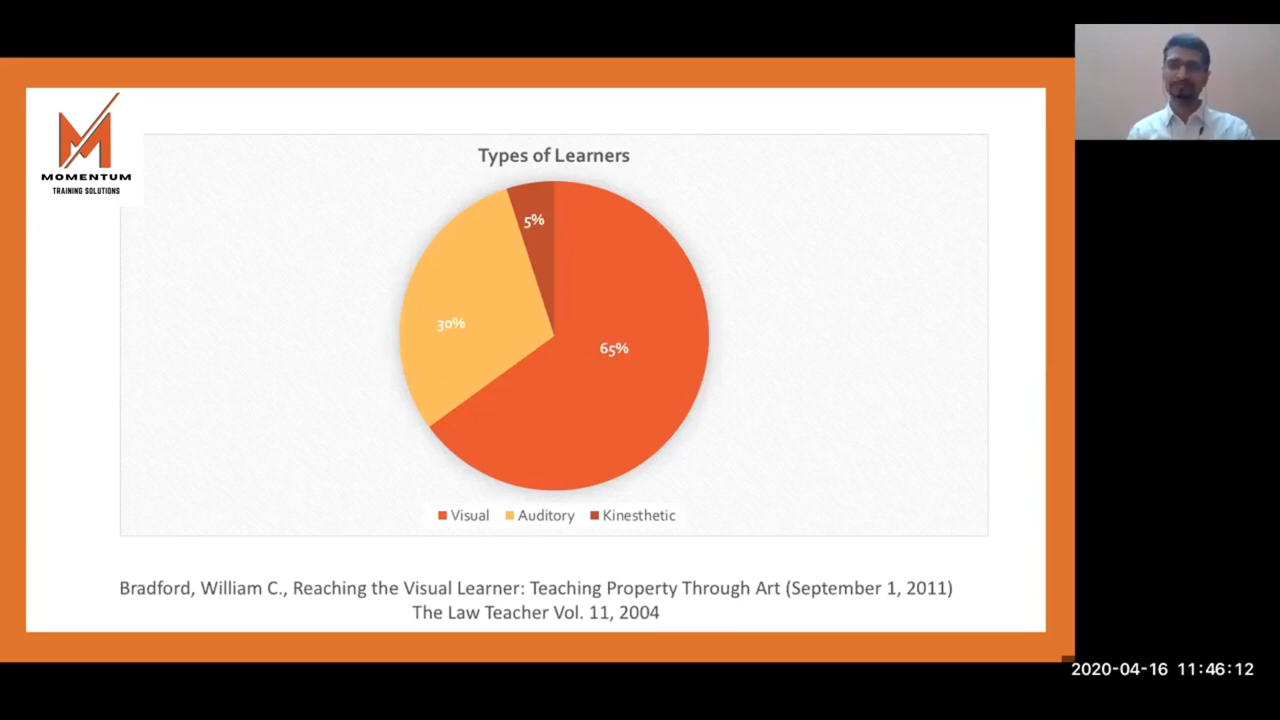 MOMENTUM
TRAINING SOLUTIONS
Types of Learners
5%
30%
65%
Visual Auditory Kinesthetic
Bradford, William C., Reaching the Visual Learner: Teaching Property Through Art (September 1, 2011)
The Law Teacher Vol. 11, 2004
2020-04-16 11:46:12